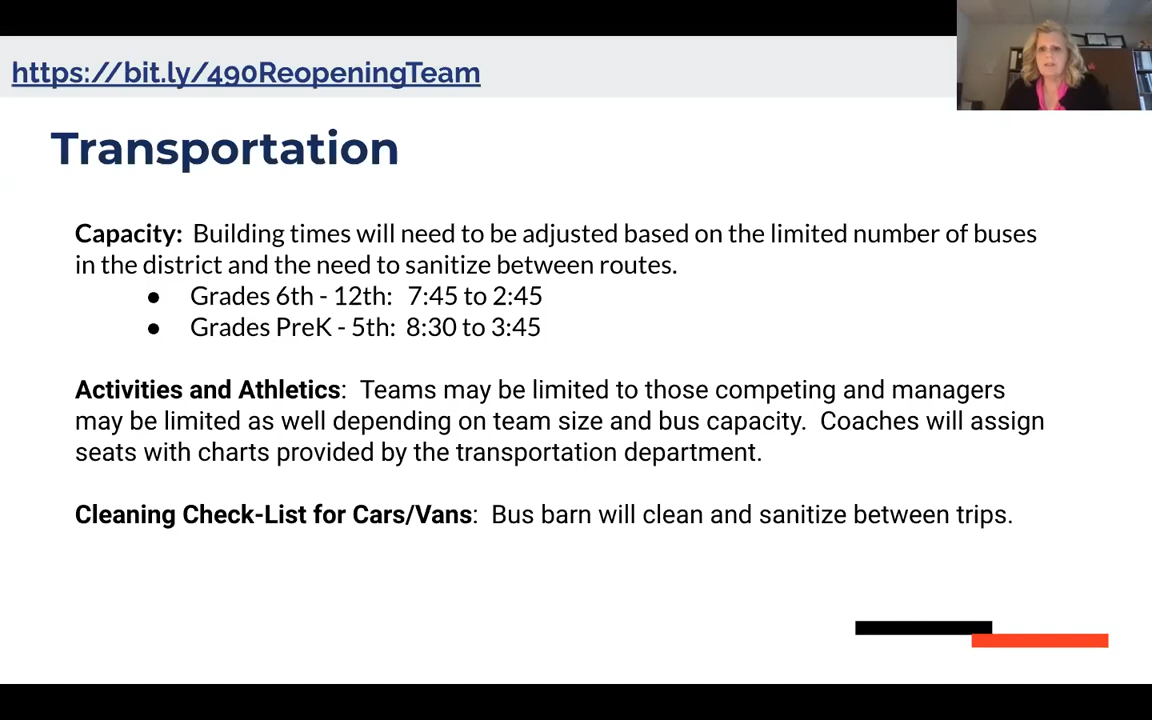 https://bit.ly/490ReopeningTeam
Transportation
Capacity: Building times will need to be adjusted based on the limited number of buses
in the district and the need to sanitize between routes.
● Grades 6th - 12th: 7:45 to 2:45
● Grades PreK - 5th: 8:30 to 3:45
Activities and Athletics: Teams may be limited to those competing and managers
may be limited as well depending on team size and bus capacity. Coaches will assign
seats with charts provided by the transportation department.
Cleaning Check-List for Cars/Vans: Bus barn will clean and sanitize between trips.